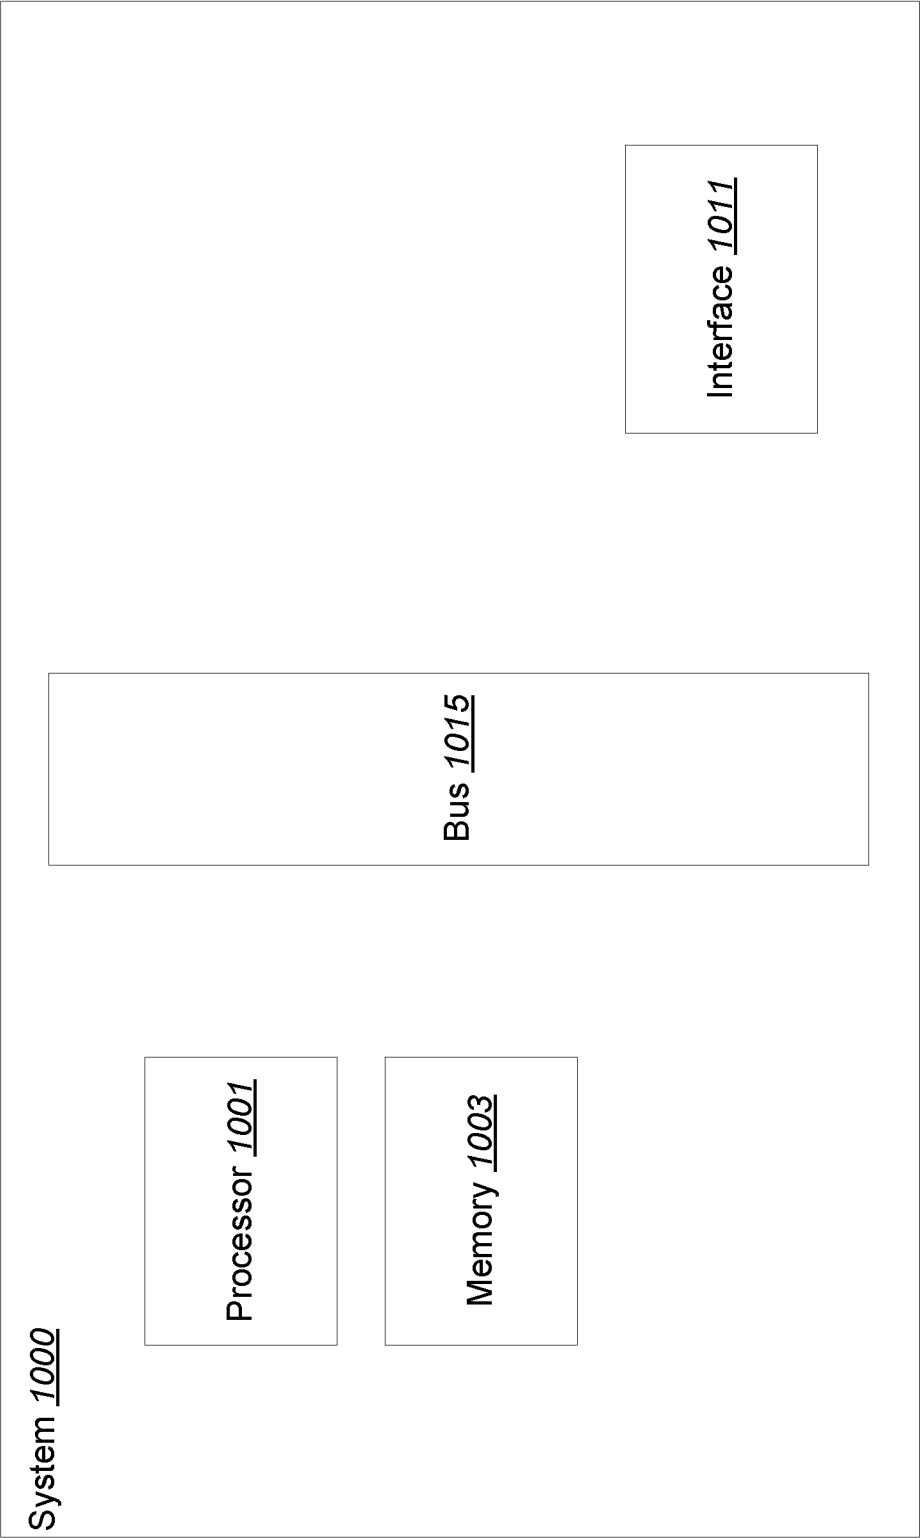 System 1000
Processor 1001
Memory 1003
Bus 1015
Interface 1011